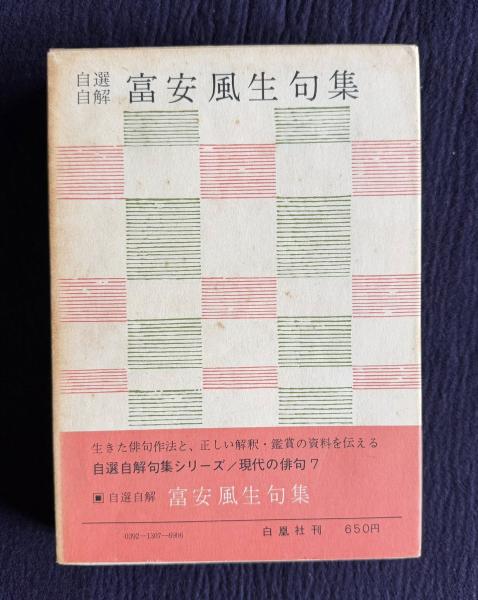 自選
自解 富安風生句集
生きた俳句作法と、正しい解釈・鑑賞の資料を伝える
自選自解句集シリーズ/現代の俳句7
■自選自解 富安風生句集
0392—1307—6906
白凰社刊 650円